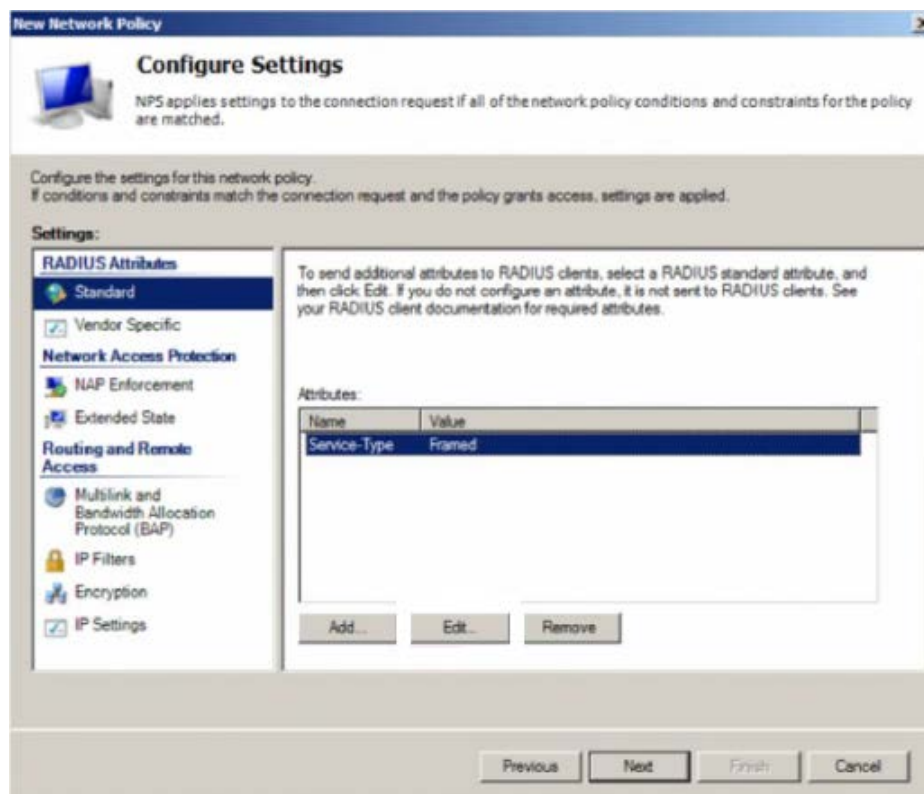 New Network Policy
Configure Settings
NPS applies settings to the connection request if all of the network policy conditions and constraints for the policy
are matched.
Configure the settings for this network policy.
If conditions and constraints match the connection request and the policy grants access, settings are applied.
Settings:
RADIUS Attributes
Standard
Vendor Specific
Network Access Protection
NAP Enforcement
Extended State
Routing and Remote
Access
Multilink and
Bandwidth Allocation
Protocol (BAP)
IP Filters
Encryption
IP Settings
To send additional attributes to RADIUS clients, select a RADIUS standard attribute, and
then click Edit. If you do not configure an attribute, it is not sent to RADIUS clients. See
your RADIUS client documentation for required attributes.
Attributes:
Name Value
Service-Type Framed
Add... Edit... Remove
Previous Next Finish Cancel